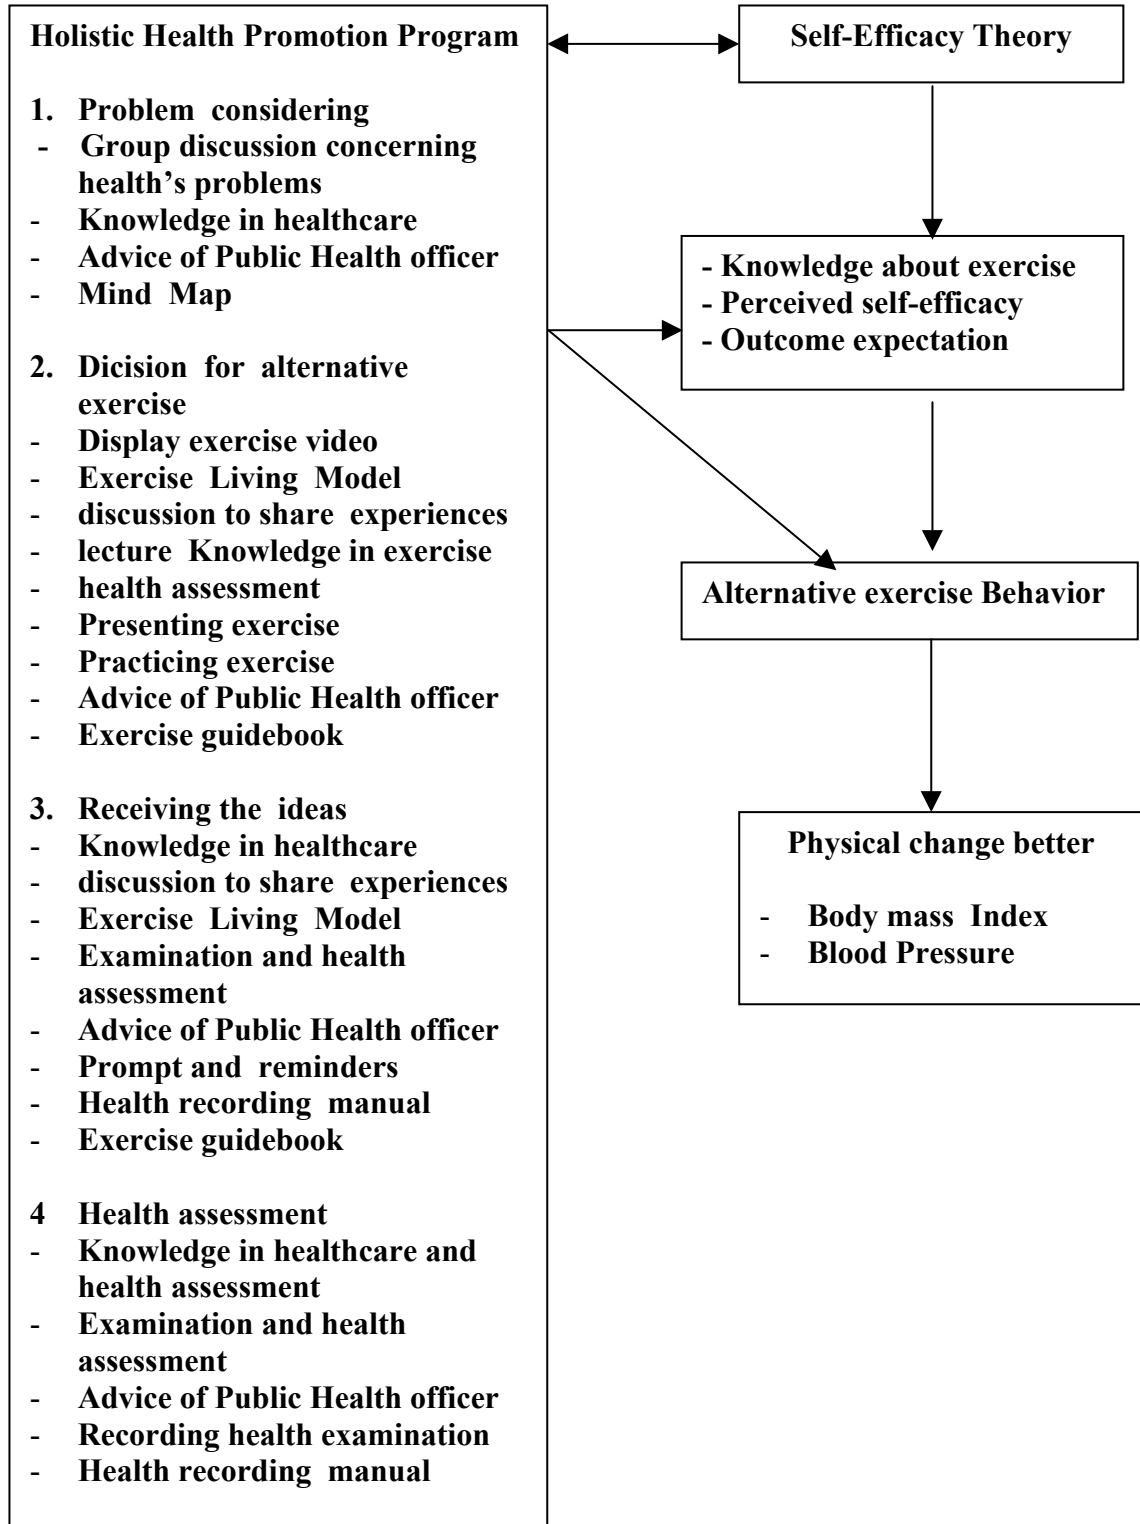 Holistic Health Promotion Program
1. Problem considering
- Group discussion concerning
health’s problems
- Knowledge in healthcare
- Advice of Public Health officer
- Mind Map
2. Dicision for alternative
exercise
- Display exercise video
- Exercise Living Model
- discussion to share experiences
- lecture Knowledge in exercise
- health assessment
- Presenting exercise
- Practicing exercise
- Advice of Public Health officer
- Exercise guidebook
3. Receiving the ideas
- Knowledge in healthcare
- discussion to share experiences
- Exercise Living Model
- Examination and health
assessment
- Advice of Public Health officer
- Prompt and reminders
- Health recording manual
- Exercise guidebook
4 Health assessment
- Knowledge in healthcare and
health assessment
- Examination and health
assessment
- Advice of Public Health officer
- Recording health examination
- Health recording manual
Self-Efficacy Theory
- Knowledge about exercise
- Perceived self-efficacy
- Outcome expectation
Alternative exercise Behavior
Physical change better
- Body mass Index
- Blood Pressure